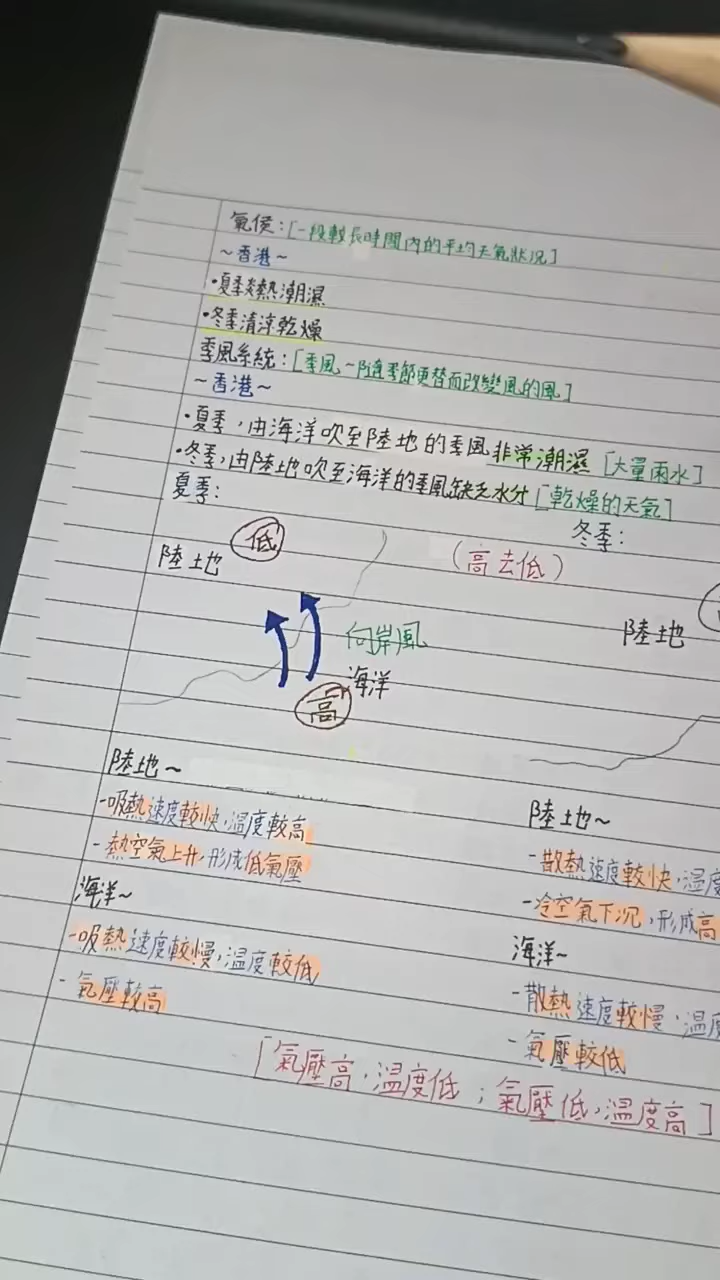 氣候：[一段較長時間內的平均天氣狀況]
~香港~
·夏季炎熱潮濕
·冬季清涼乾燥
季風系統：[季風~隨季節更替而改變風的風]
~香港~
·夏季，由海洋吹至陸地的季風非常潮濕[大量雨水]
·冬季，由陸地吹至海洋的季風缺乏水分[乾燥的天氣]
夏季：
冬季：
低
陸地
(高去低)
向岸風
海洋
高
陸地
陸地~
-吸熱速度較快，溫度較高
-熱空氣上升，形成低氣壓
海洋~
-吸熱速度較慢，溫度較低
-氣壓較高
陸地~
-散熱速度較快，溫度
-冷空氣下沉，形成高
海洋~
-散熱速度較慢，溫
-氣壓較低
「氣壓高，溫度低；氣壓低，溫度高]